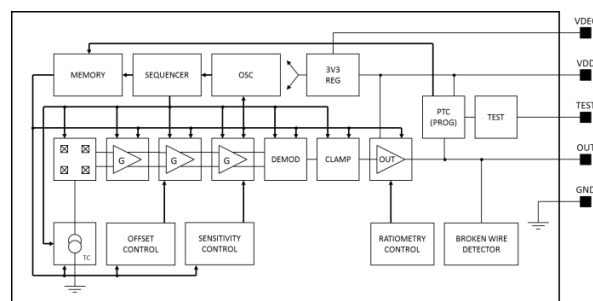 VDEC
MEMORY
SEQUENCER
OSC
3V3
REG
VDD
PTC
(PROG)
TEST
TEST
G
G
G
DEMOD
CLAMP
OUT
OUT
GND
TC
OFFSET
CONTROL
SENSITIVITY
CONTROL
RATIOMETRY
CONTROL
BROKEN WIRE
DETECTOR